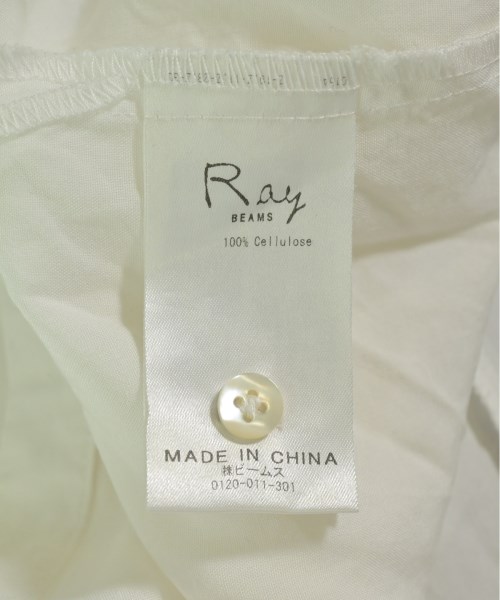 Ray
BEAMS
100% Cellulose
MADE IN CHINA
㈱ビームス
0120-011-301